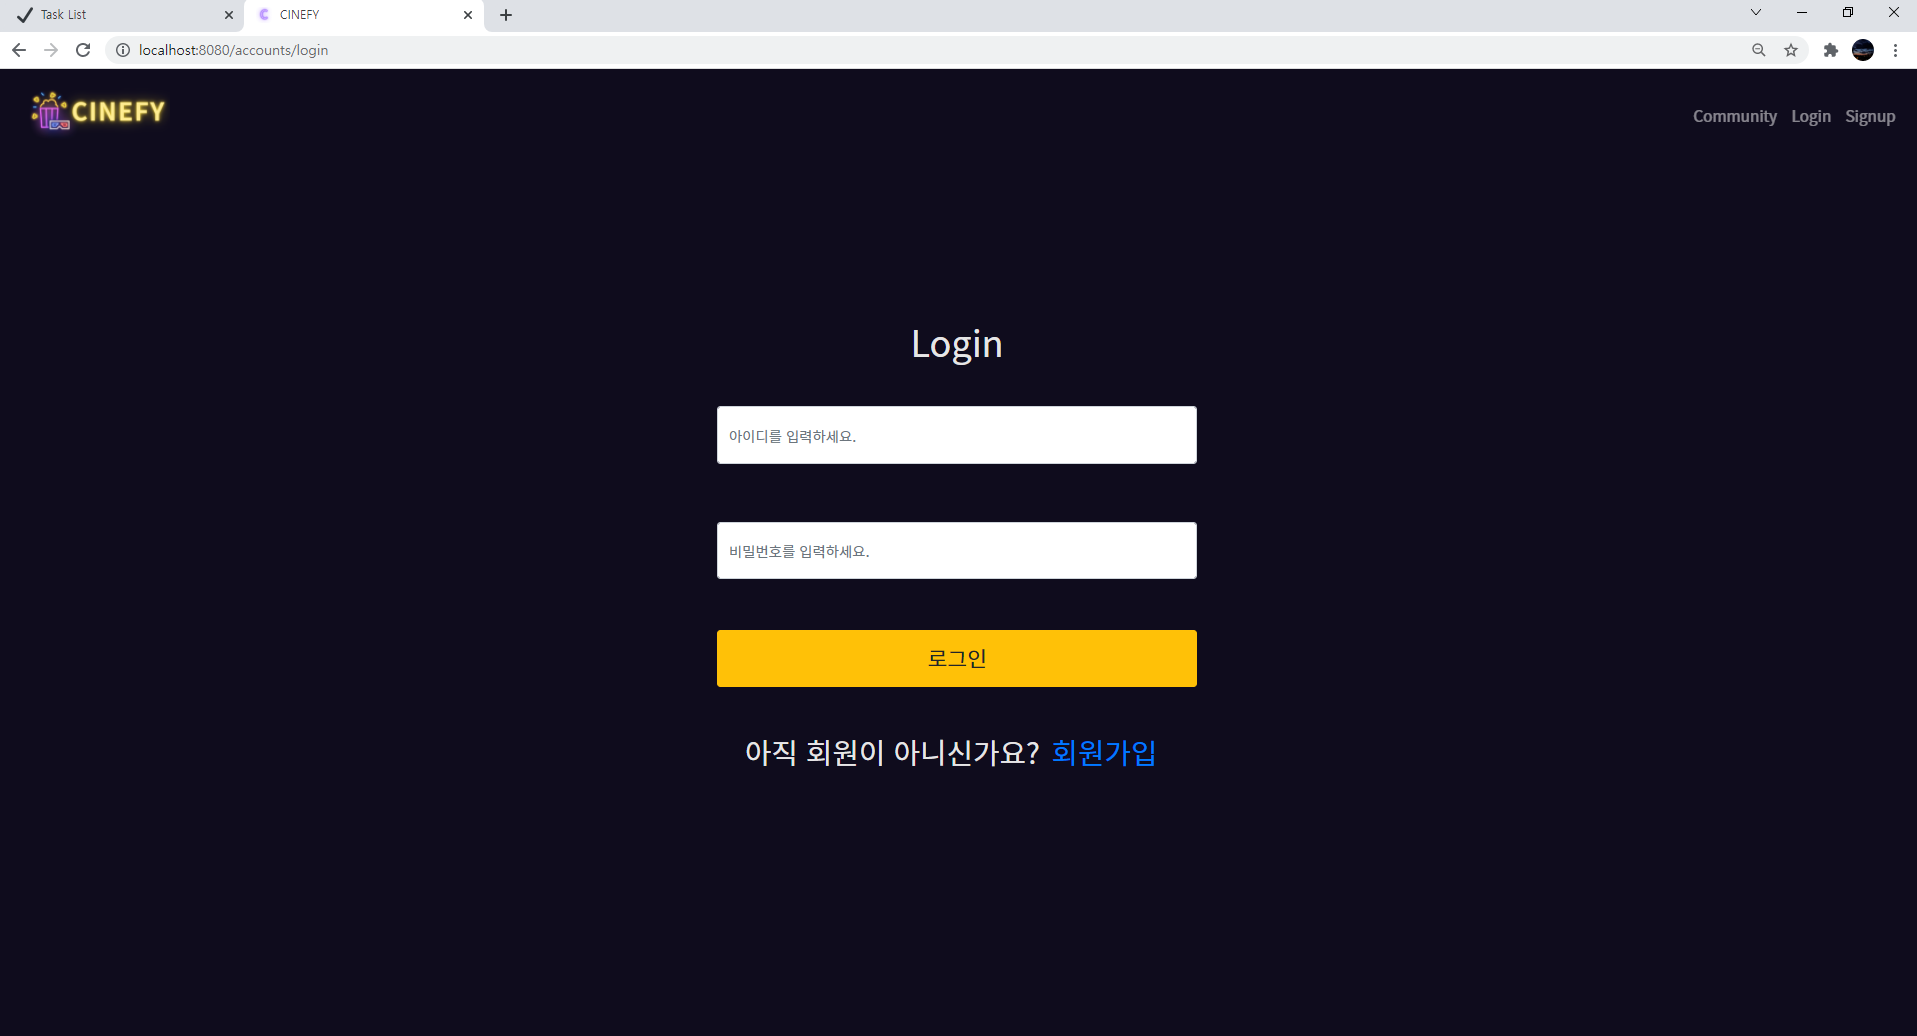 Task List
CINEFY
localhost:8080/accounts/login
CINEFY
Community Login Signup
Login
아이디를 입력하세요.
비밀번호를 입력하세요.
로그인
아직 회원이 아니신가요? 회원가입